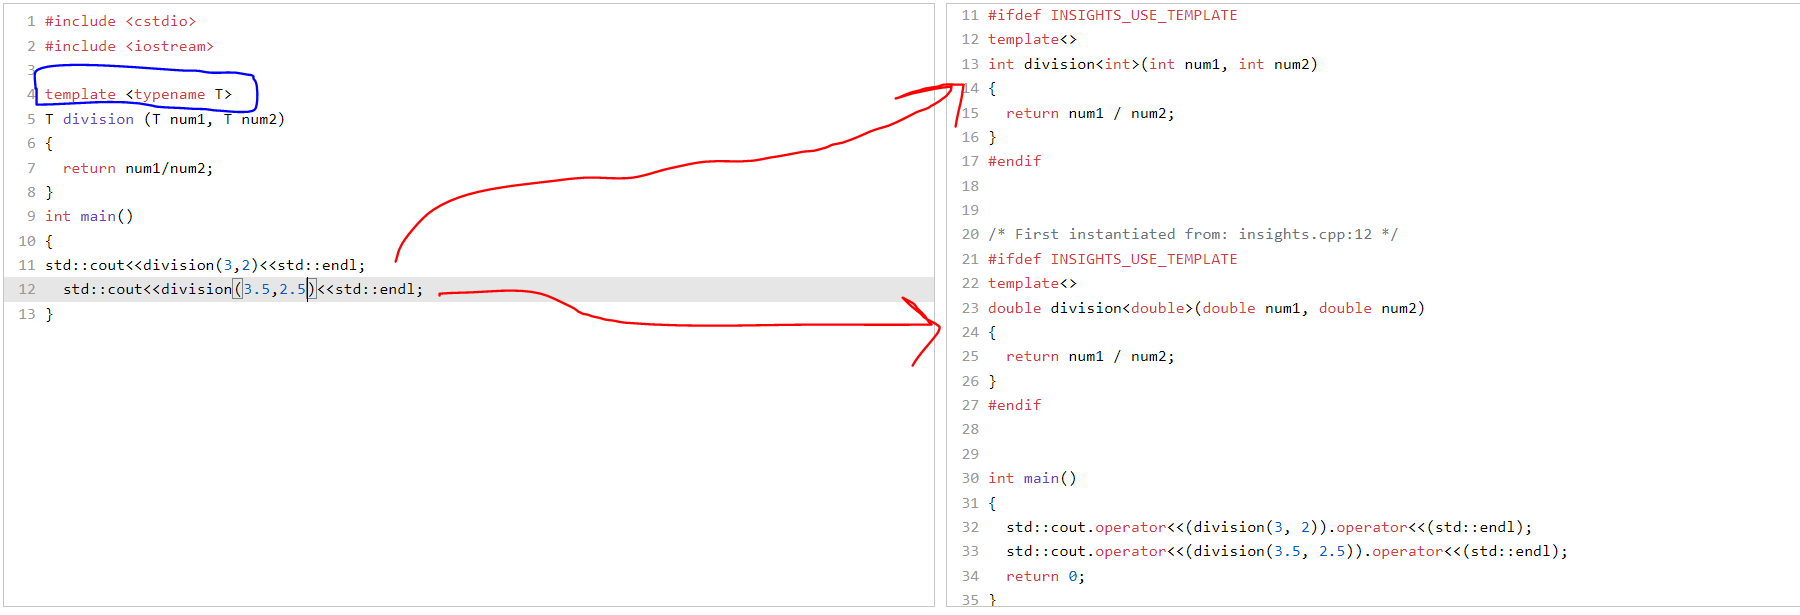 1 #include <cstdio>
2 #include <iostream>
3
4 template <typename T>
5 T division (T num1, T num2)
6 {
7   return num1/num2;
8 }
9 int main()
10 {
11 std::cout<<division(3,2)<<std::endl;
12   std::cout<<division(3.5,2.5)<<std::endl;
13 }
11 #ifdef INSIGHTS_USE_TEMPLATE
12 template<>
13 int division<int>(int num1, int num2)
14 {
15   return num1 / num2;
16 }
17 #endif
18
19
20 /* First instantiated from: insights.cpp:12 */
21 #ifdef INSIGHTS_USE_TEMPLATE
22 template<>
23 double division<double>(double num1, double num2)
24 {
25   return num1 / num2;
26 }
27 #endif
28
29
30 int main()
31 {
32   std::cout.operator<<(division(3, 2)).operator<<(std::endl);
33   std::cout.operator<<(division(3.5, 2.5)).operator<<(std::endl);
34   return 0;
35 }